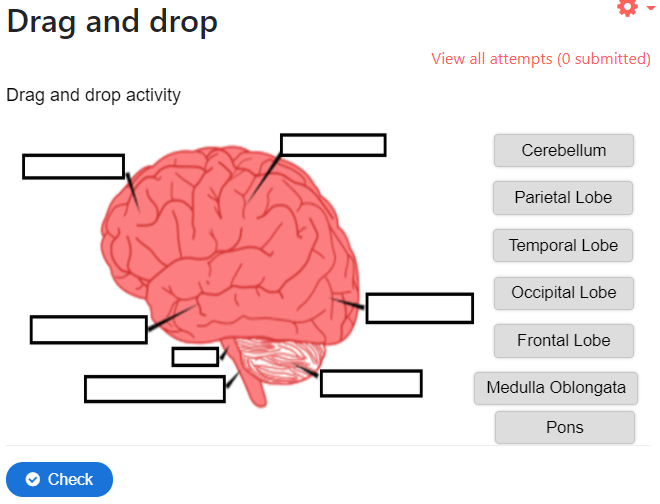 Drag and drop
View all attempts (0 submitted)
Drag and drop activity
Cerebellum
Parietal Lobe
Temporal Lobe
Occipital Lobe
Frontal Lobe
Medulla Oblongata
Pons
Check